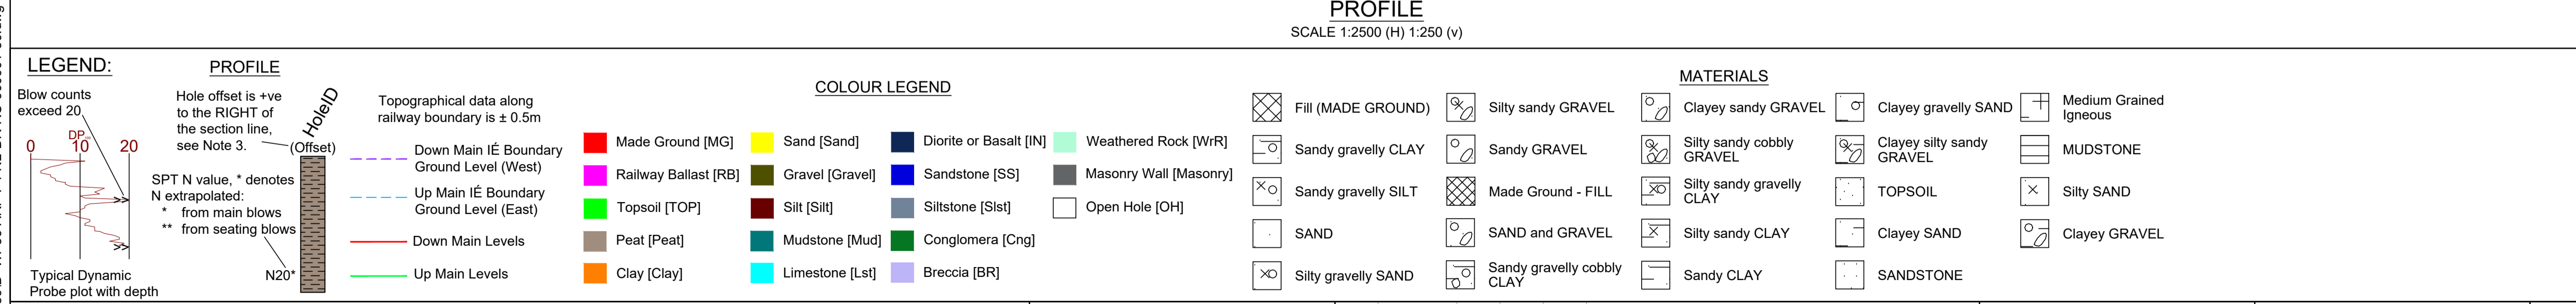 PROFILE
SCALE 1:2500 (H) 1:250 (v)
LEGEND:
Blow counts
exceed 20
0
DP
10
20
>>
>>
Typical Dynamic
Probe plot with depth
PROFILE
Hole offset is +ve
to the RIGHT of
the section line,
see Note 3.
HoleID
(Offset)
SPT N value, * denotes
N extrapolated:
* from main blows
** from seating blows
N20*
Topographical data along
railway boundary is ± 0.5m
Down Main IÉ Boundary
Ground Level (West)
Up Main IÉ Boundary
Ground Level (East)
Down Main Levels
Up Main Levels
COLOUR LEGEND
Made Ground [MG]
Railway Ballast [RB]
Topsoil [TOP]
Peat [Peat]
Clay [Clay]
Sand [Sand]
Gravel [Gravel]
Silt [Silt]
Mudstone [Mud]
Limestone [Lst]
Diorite or Basalt [IN]
Sandstone [SS]
Siltstone [Slst]
Conglomera [Cng]
Breccia [BR]
Weathered Rock [WrR]
Masonry Wall [Masonry]
Open Hole [OH]
MATERIALS
Fill (MADE GROUND)
Sandy gravelly CLAY
Sandy gravelly SILT
SAND
Silty gravelly SAND
Silty sandy GRAVEL
Sandy GRAVEL
Made Ground - FILL
SAND and GRAVEL
Sandy gravelly cobbly
CLAY
Clayey sandy GRAVEL
Silty sandy cobbly
GRAVEL
Silty sandy gravelly
CLAY
Silty sandy CLAY
Sandy CLAY
Clayey gravelly SAND
Clayey silty sandy
GRAVEL
TOPSOIL
Clayey SAND
SANDSTONE
Medium Grained
Igneous
MUDSTONE
Silty SAND
Clayey GRAVEL